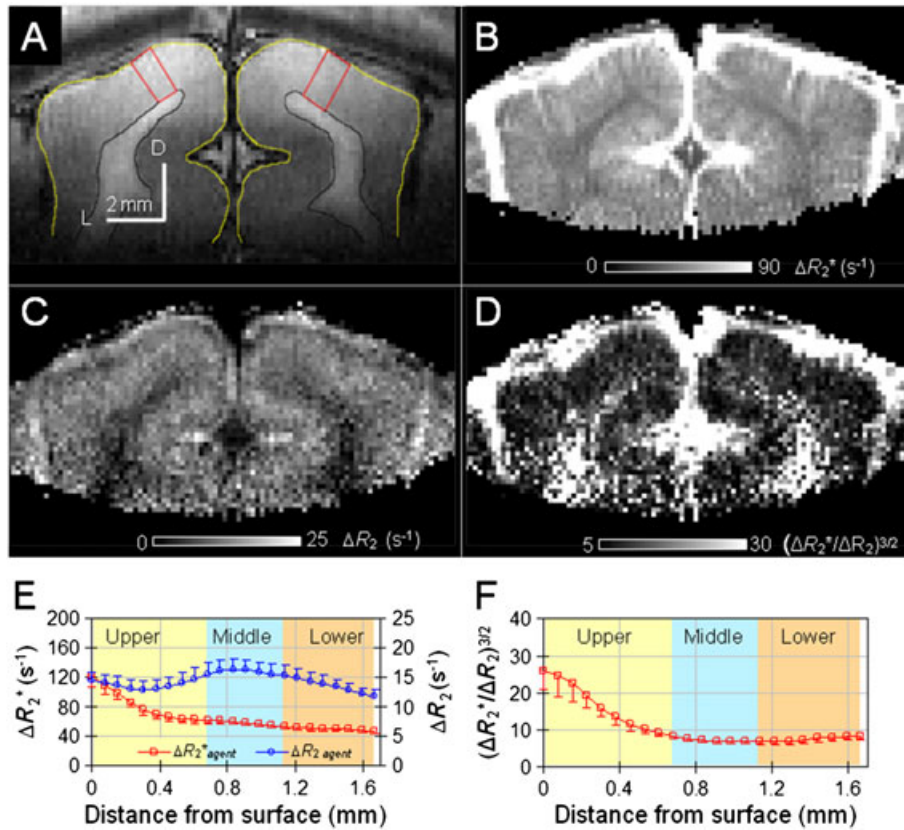 A
D
L
2 mm
B
0 90 ΔR₂* (s⁻¹)
C
0 25 ΔR₂ (s⁻¹)
D
5 30 (ΔR₂*/ΔR₂)³/²
E
200
160
120
80
40
0
ΔR₂* (s⁻¹)
Upper Middle Lower
ΔR₂*agent ΔR₂ agent
25
20
15
10
5
0
ΔR₂ (s⁻¹)
0 0.4 0.8 1.2 1.6
Distance from surface (mm)
F
40
30
20
10
0
(ΔR₂*/ΔR₂)³/²
Upper Middle Lower
0 0.4 0.8 1.2 1.6
Distance from surface (mm)